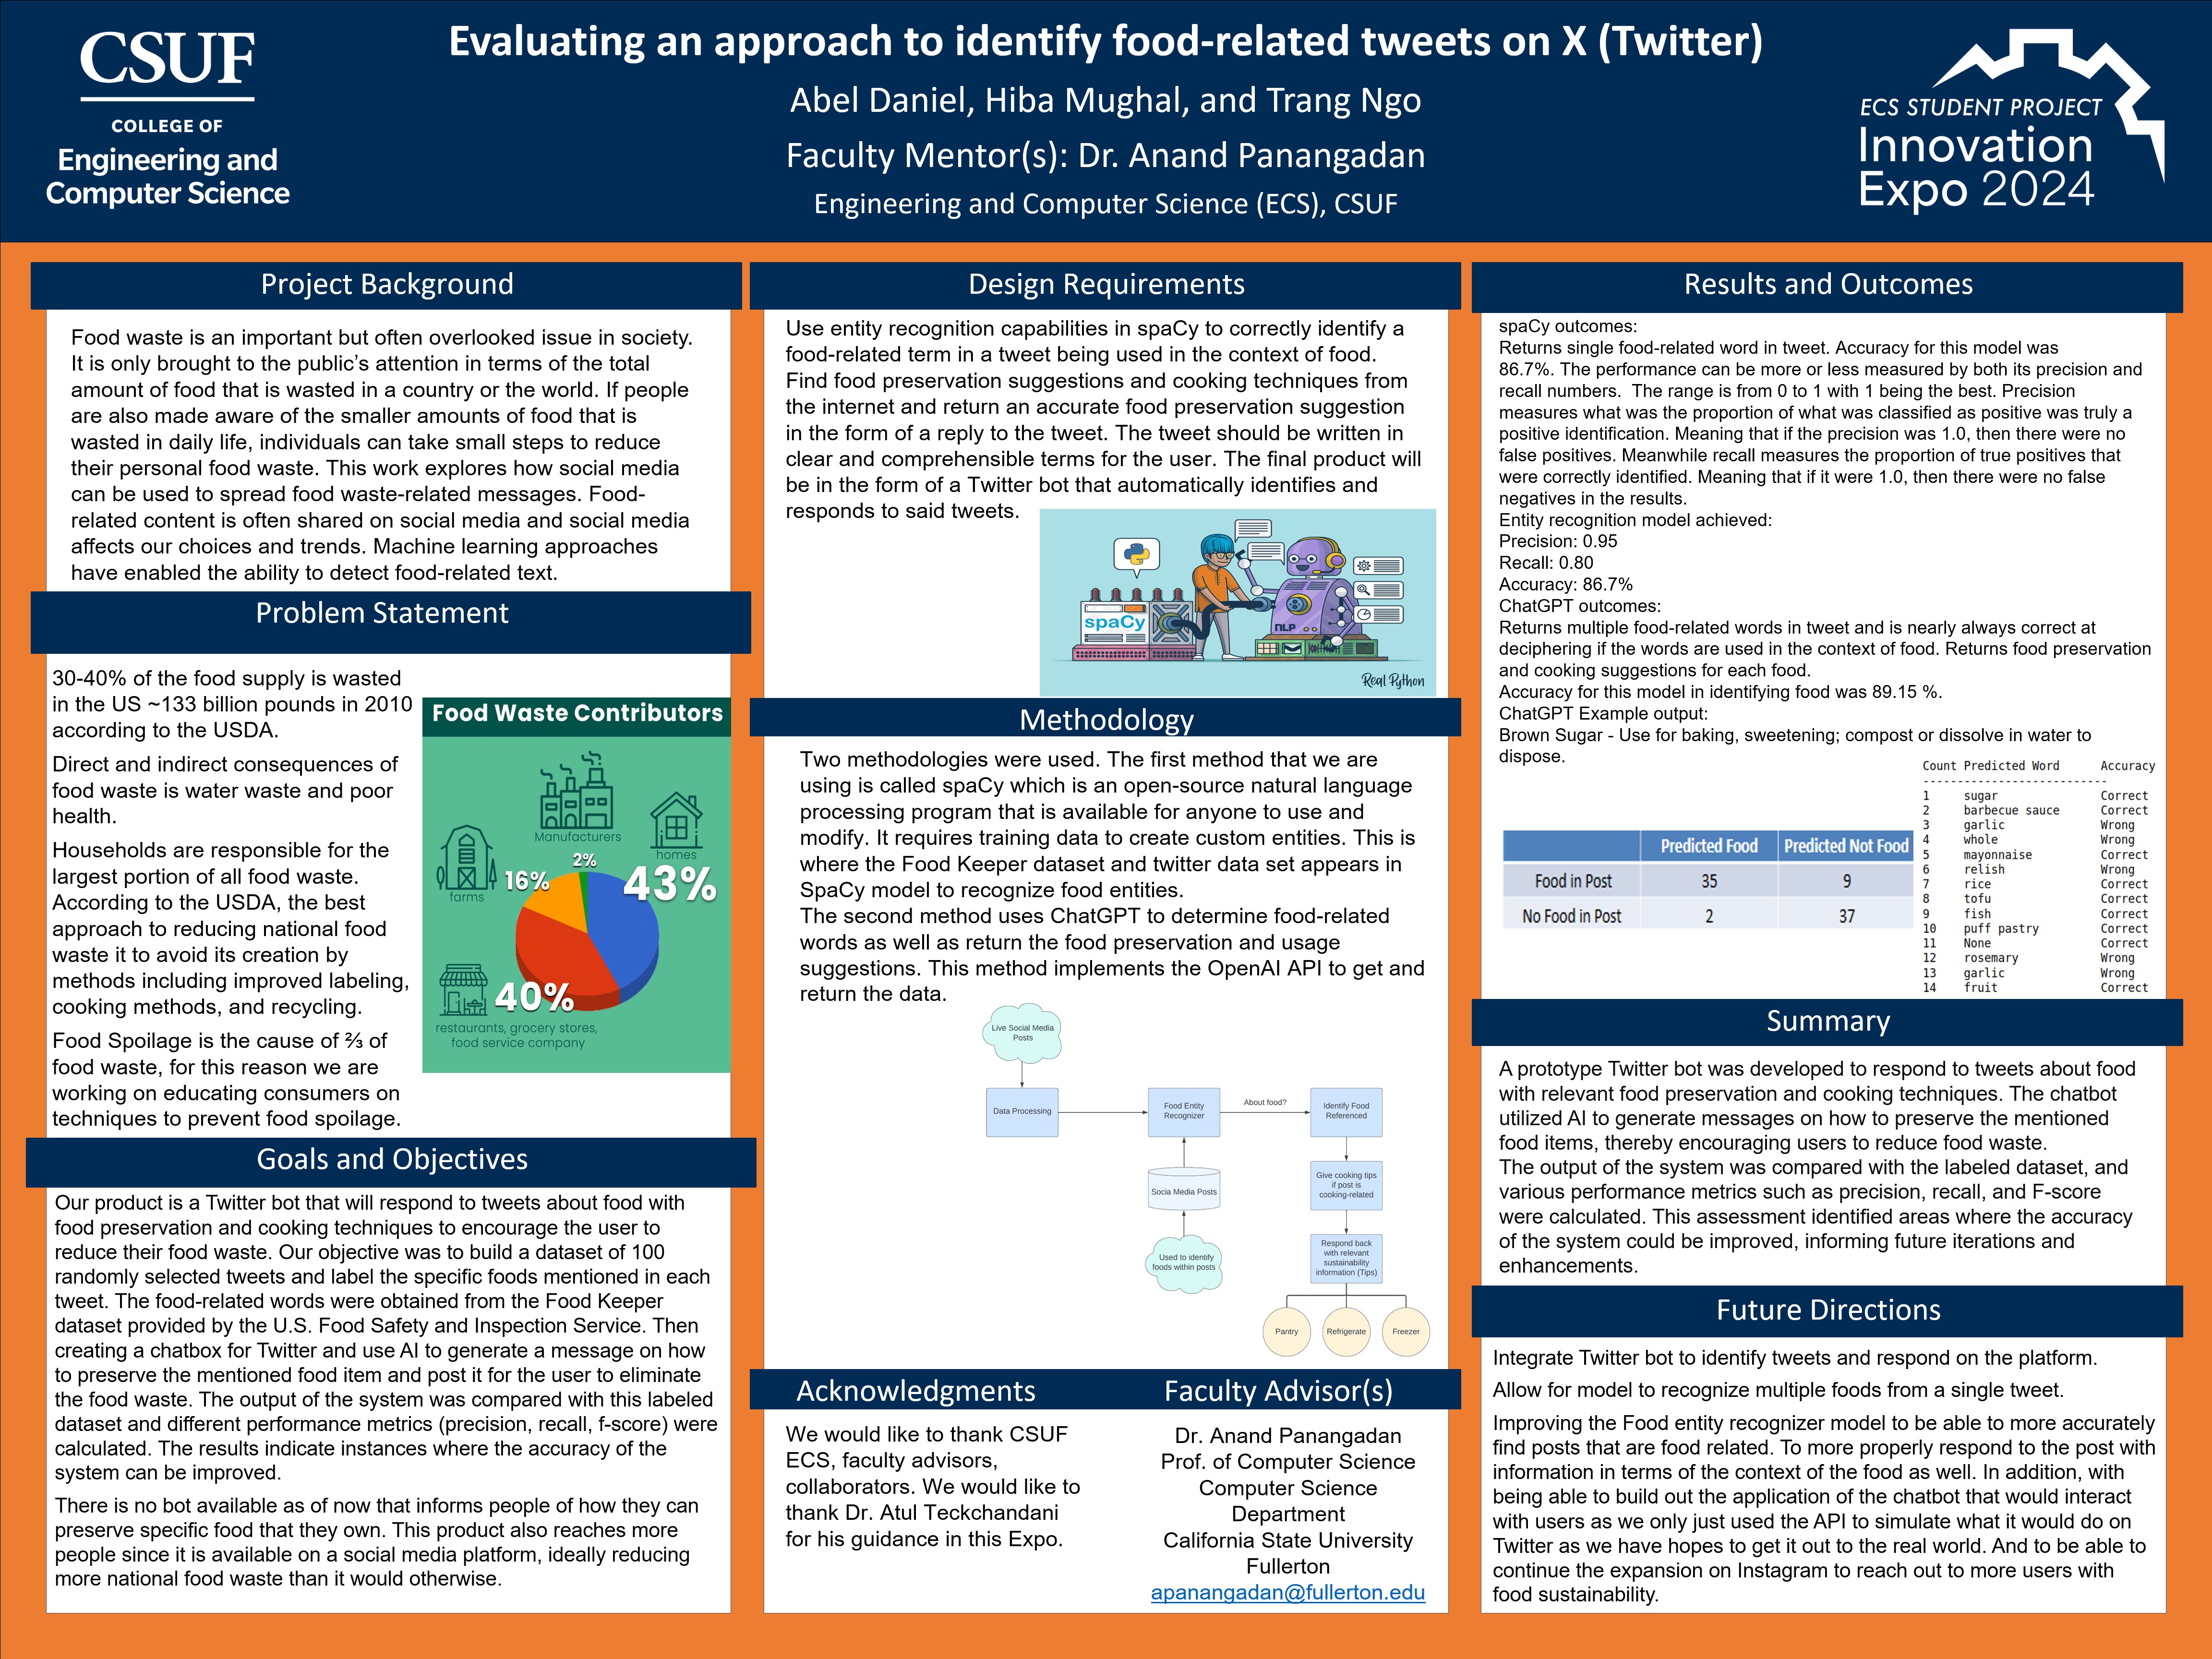 CSUF
COLLEGE OF
Engineering and
Computer Science
Evaluating an approach to identify food-related tweets on X (Twitter)
Abel Daniel, Hiba Mughal, and Trang Ngo
Faculty Mentor(s): Dr. Anand Panangadan
Engineering and Computer Science (ECS), CSUF
ECS STUDENT PROJECT
Innovation
Expo 2024
Project Background
Food waste is an important but often overlooked issue in society.
It is only brought to the public's attention in terms of the total
amount of food that is wasted in a country or the world. If people
are also made aware of the smaller amounts of food that is
wasted in daily life, individuals can take small steps to reduce
their personal food waste. This work explores how social media
can be used to spread food waste-related messages. Food-
related content is often shared on social media and social media
affects our choices and trends. Machine learning approaches
have enabled the ability to detect food-related text.
Problem Statement
30-40% of the food supply is wasted
in the US ~133 billion pounds in 2010
according to the USDA.
Direct and indirect consequences of
food waste is water waste and poor
health.
Households are responsible for the
largest portion of all food waste.
According to the USDA, the best
approach to reducing national food
waste it to avoid its creation by
methods including improved labeling,
cooking methods, and recycling.
Food Spoilage is the cause of ⅔ of
food waste, for this reason we are
working on educating consumers on
techniques to prevent food spoilage.
Food Waste Contributors
Manufacturers
homes
2%
16%
43%
farms
40%
restaurants, grocery stores,
food service company
Goals and Objectives
Our product is a Twitter bot that will respond to tweets about food with
food preservation and cooking techniques to encourage the user to
reduce their food waste. Our objective was to build a dataset of 100
randomly selected tweets and label the specific foods mentioned in each
tweet. The food-related words were obtained from the Food Keeper
dataset provided by the U.S. Food Safety and Inspection Service. Then
creating a chatbox for Twitter and use AI to generate a message on how
to preserve the mentioned food item and post it for the user to eliminate
the food waste. The output of the system was compared with this labeled
dataset and different performance metrics (precision, recall, f-score) were
calculated. The results indicate instances where the accuracy of the
system can be improved.
There is no bot available as of now that informs people of how they can
preserve specific food that they own. This product also reaches more
people since it is available on a social media platform, ideally reducing
more national food waste than it would otherwise.
Design Requirements
Use entity recognition capabilities in spaCy to correctly identify a
food-related term in a tweet being used in the context of food.
Find food preservation suggestions and cooking techniques from
the internet and return an accurate food preservation suggestion
in the form of a reply to the tweet. The tweet should be written in
clear and comprehensible terms for the user. The final product will
be in the form of a Twitter bot that automatically identifies and
responds to said tweets.
spaCy
NLP
Real Python
Methodology
Two methodologies were used. The first method that we are
using is called spaCy which is an open-source natural language
processing program that is available for anyone to use and
modify. It requires training data to create custom entities. This is
where the Food Keeper dataset and twitter data set appears in
SpaCy model to recognize food entities.
The second method uses ChatGPT to determine food-related
words as well as return the food preservation and usage
suggestions. This method implements the OpenAI API to get and
return the data.
Live Social Media
Posts
Data Processing
Food Entity
Recognizer
About food?
Identify Food
Referenced
Socia Media Posts
Give cooking tips
if post is
cooking-related
Used to identify
foods within posts
Respond back
with relevant
sustainability
information (Tips)
Pantry
Refrigerate
Freezer
Acknowledgments
We would like to thank CSUF
ECS, faculty advisors,
collaborators. We would like to
thank Dr. Atul Teckchandani
for his guidance in this Expo.
Faculty Advisor(s)
Dr. Anand Panangadan
Prof. of Computer Science
Computer Science
Department
California State University
Fullerton
apanangadan@fullerton.edu
Results and Outcomes
spaCy outcomes:
Returns single food-related word in tweet. Accuracy for this model was
86.7%. The performance can be more or less measured by both its precision and
recall numbers.  The range is from 0 to 1 with 1 being the best. Precision
measures what was the proportion of what was classified as positive was truly a
positive identification. Meaning that if the precision was 1.0, then there were no
false positives. Meanwhile recall measures the proportion of true positives that
were correctly identified. Meaning that if it were 1.0, then there were no false
negatives in the results.
Entity recognition model achieved:
Precision: 0.95
Recall: 0.80
Accuracy: 86.7%
ChatGPT outcomes:
Returns multiple food-related words in tweet and is nearly always correct at
deciphering if the words are used in the context of food. Returns food preservation
and cooking suggestions for each food.
Accuracy for this model in identifying food was 89.15 %.
ChatGPT Example output:
Brown Sugar - Use for baking, sweetening; compost or dissolve in water to
dispose.
Predicted Food Predicted Not Food
Food in Post 35 9
No Food in Post 2 37
Count Predicted Word Accuracy
---------------------------
1 sugar Correct
2 barbecue sauce Correct
3 garlic Wrong
4 whole Wrong
5 mayonnaise Correct
6 relish Wrong
7 rice Correct
8 tofu Correct
9 fish Correct
10 puff pastry Correct
11 None Correct
12 rosemary Wrong
13 garlic Wrong
14 fruit Correct
Summary
A prototype Twitter bot was developed to respond to tweets about food
with relevant food preservation and cooking techniques. The chatbot
utilized AI to generate messages on how to preserve the mentioned
food items, thereby encouraging users to reduce food waste.
The output of the system was compared with the labeled dataset, and
various performance metrics such as precision, recall, and F-score
were calculated. This assessment identified areas where the accuracy
of the system could be improved, informing future iterations and
enhancements.
Future Directions
Integrate Twitter bot to identify tweets and respond on the platform.
Allow for model to recognize multiple foods from a single tweet.
Improving the Food entity recognizer model to be able to more accurately
find posts that are food related. To more properly respond to the post with
information in terms of the context of the food as well. In addition, with
being able to build out the application of the chatbot that would interact
with users as we only just used the API to simulate what it would do on
Twitter as we have hopes to get it out to the real world. And to be able to
continue the expansion on Instagram to reach out to more users with
food sustainability.